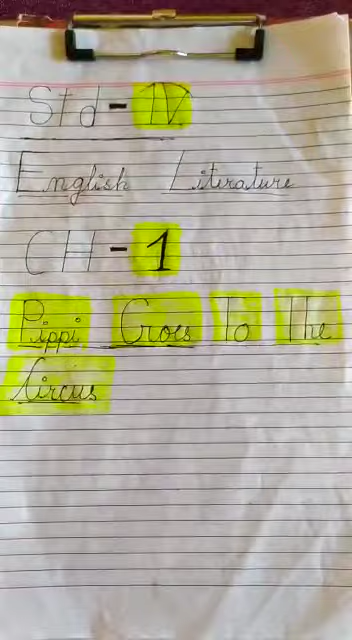 Std - IV
English Literature
CH - 1
Pippi Goes To The
Circus